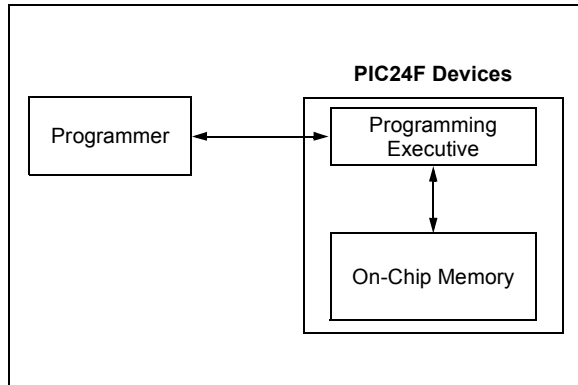 PIC24F Devices
Programmer
Programming
Executive
On-Chip Memory